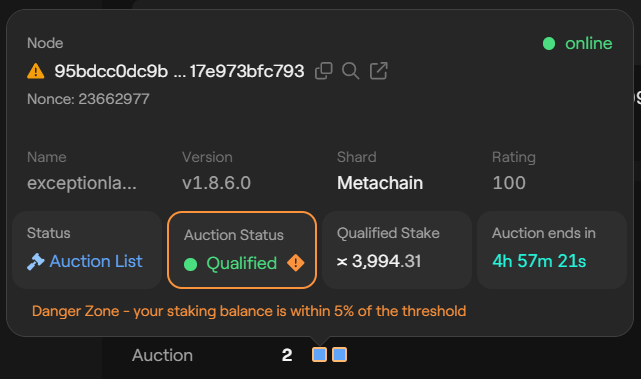 Node
online
95bdcc0dc9b ... 17e973bfc793
Nonce: 23662977
Name Version Shard Rating
exceptionla... v1.8.6.0 Metachain 100
Status Auction Status Qualified Stake Auction ends in
Auction List Qualified 3,994.31 4h 57m 21s
Danger Zone - your staking balance is within 5% of the threshold
Auction 2